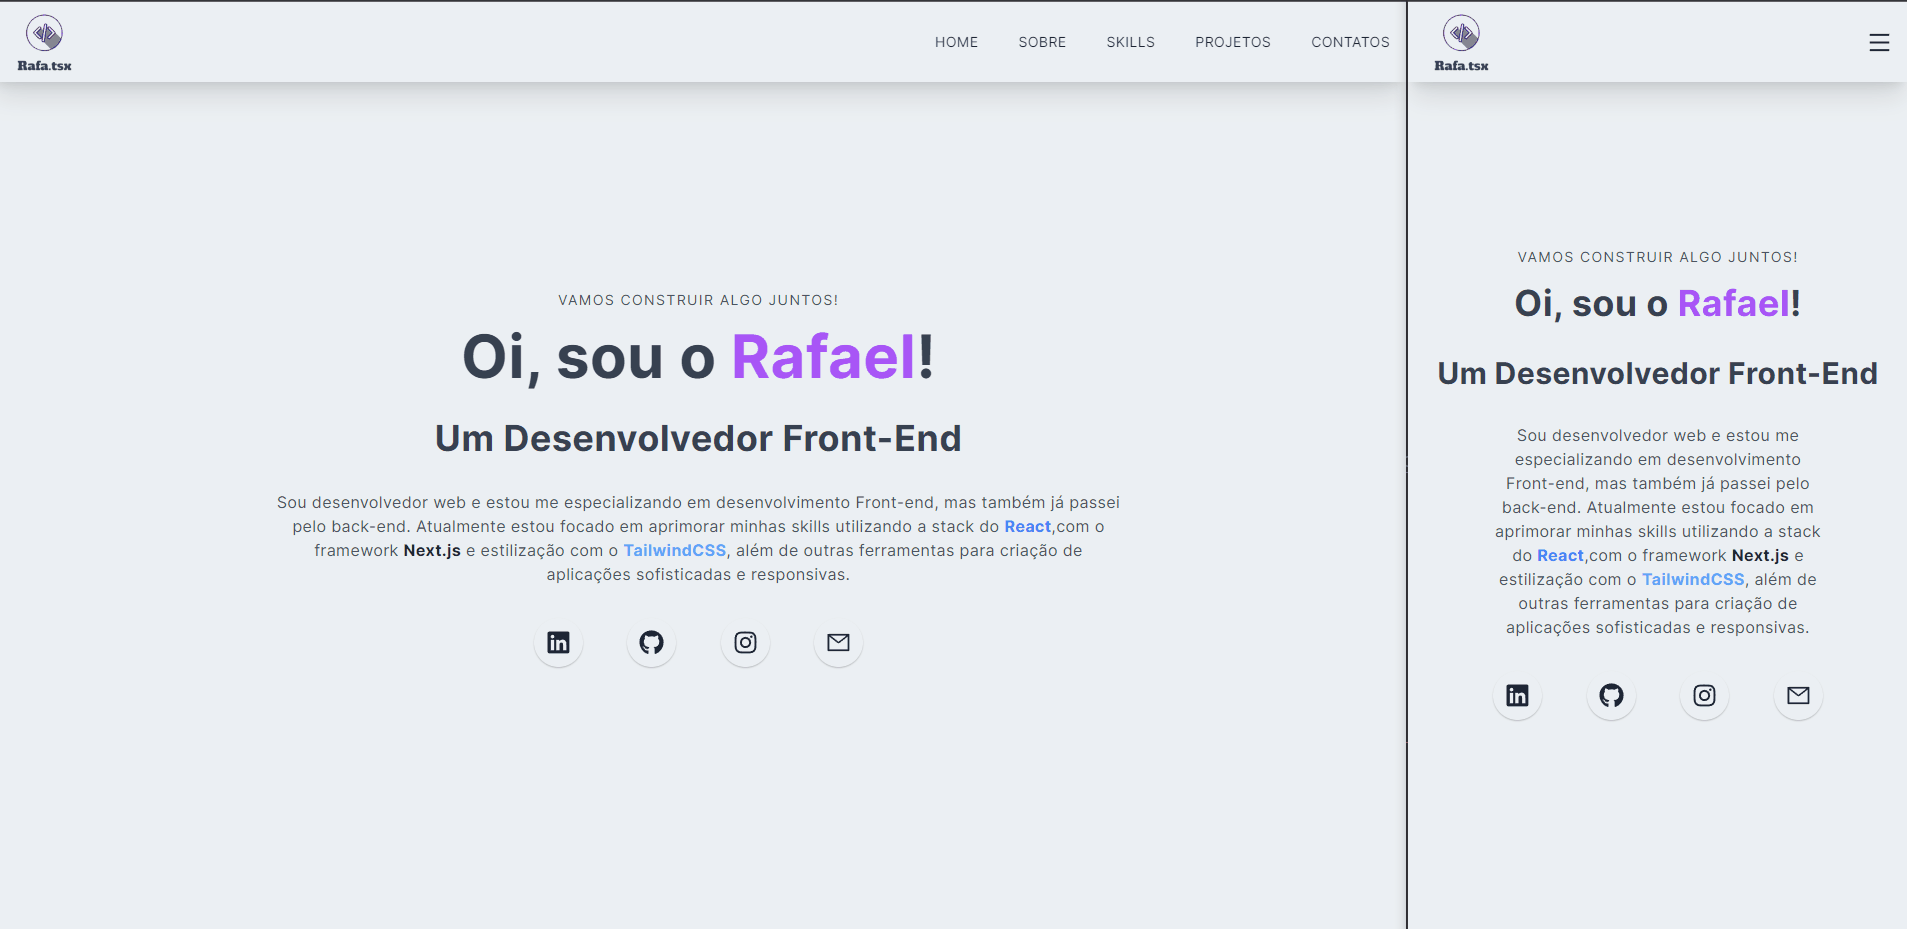 Rafa.tsx
HOME SOBRE SKILLS PROJETOS CONTATOS
VAMOS CONSTRUIR ALGO JUNTOS!
Oi, sou o Rafael!
Um Desenvolvedor Front-End
Sou desenvolvedor web e estou me especializando em desenvolvimento Front-end, mas também já passei
pelo back-end. Atualmente estou focado em aprimorar minhas skills utilizando a stack do React,com o
framework Next.js e estilização com o TailwindCSS, além de outras ferramentas para criação de
aplicações sofisticadas e responsivas.
in
Rafa.tsx
VAMOS CONSTRUIR ALGO JUNTOS!
Oi, sou o Rafael!
Um Desenvolvedor Front-End
Sou desenvolvedor web e estou me
especializando em desenvolvimento
Front-end, mas também já passei pelo
back-end. Atualmente estou focado em
aprimorar minhas skills utilizando a stack
do React,com o framework Next.js e
estilização com o TailwindCSS, além de
outras ferramentas para criação de
aplicações sofisticadas e responsivas.
in